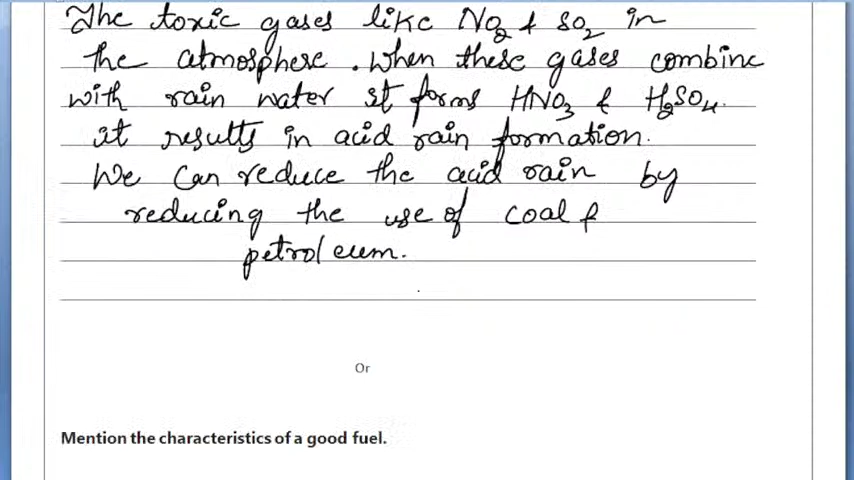 The toxic gases like NO2 & SO2 in
the atmosphere. When these gases combine
with rain water it forms HNO3 & H2SO4.
it results in acid rain formation.
We can reduce the acid rain by
reducing the use of coal &
petroleum.
Or
Mention the characteristics of a good fuel.